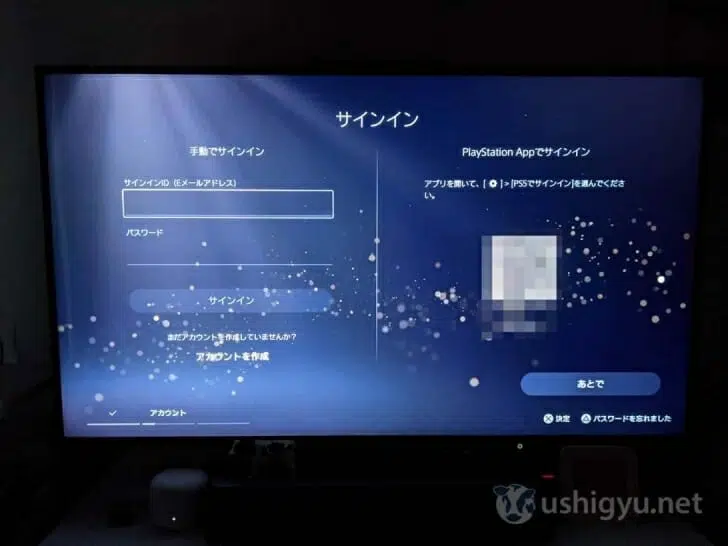 サインイン
手動でサインイン
サインインID（Eメールアドレス）
パスワード
サインイン
まだアカウントを作成していませんか?
アカウントを作成
PlayStation Appでサインイン
アプリを開いて、[ ⚙ ] > [PS5でサインイン]を選んでくださ
い。
あとで
✓ アカウント
ⓧ 決定 △ パスワードを忘れました
ushigyu.net